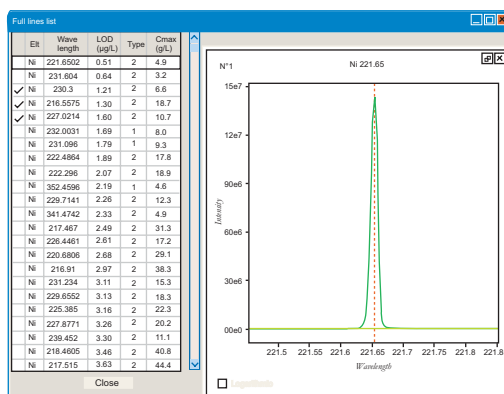 Full lines list
Elt Wave length LOD (µg/L) Type Cmax (g/L)
Ni 221.6502 0.51 2 4.9
Ni 231.604 0.64 2 3.2
Ni 230.3 1.21 2 6.6
Ni 216.5575 1.30 2 18.7
Ni 227.0214 1.60 2 10.7
Ni 232.0031 1.69 1 8.0
Ni 231.096 1.79 1 9.3
Ni 222.4864 1.89 2 17.8
Ni 222.296 2.07 2 18.9
Ni 352.4596 2.19 1 4.6
Ni 229.7141 2.26 2 12.3
Ni 341.4742 2.33 2 4.9
Ni 217.467 2.49 2 31.3
Ni 226.4461 2.61 2 17.2
Ni 220.6806 2.68 2 29.1
Ni 216.91 2.97 2 38.3
Ni 231.234 3.11 2 15.3
Ni 229.6552 3.13 2 18.3
Ni 225.385 3.16 2 22.3
Ni 227.8771 3.26 2 20.2
Ni 239.452 3.30 2 11.1
Ni 218.4605 3.46 2 40.8
Ni 217.515 3.63 2 44.4
Close
N°1 Ni 221.65
15e7
12e7
90e6
60e6
30e6
00e0
Intensity
221.5 221.55 221.6 221.65 221.7 221.75 221.8 221.8
Wavelength